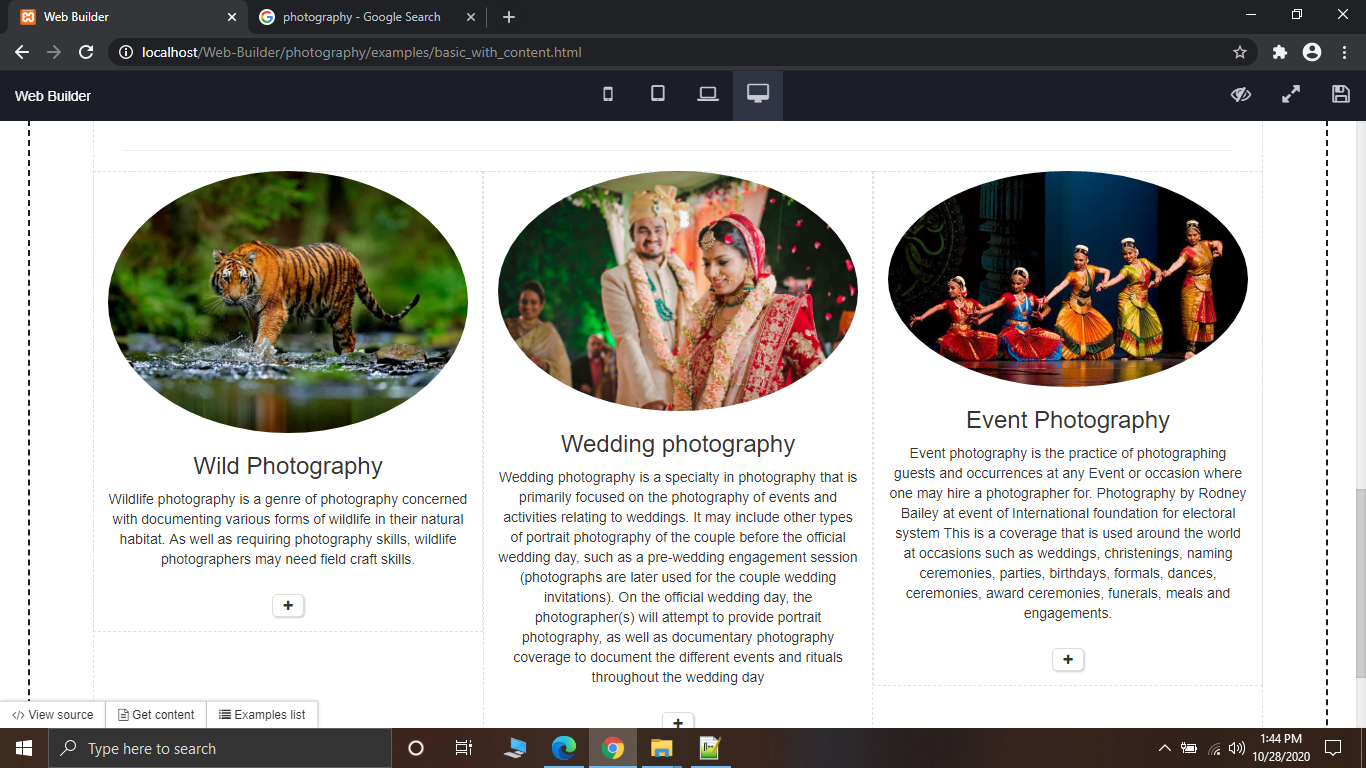 Web Builder
photography - Google Search
localhost/Web-Builder/photography/examples/basic_with_content.html
Web Builder
Wild Photography
Wildlife photography is a genre of photography concerned
with documenting various forms of wildlife in their natural
habitat. As well as requiring photography skills, wildlife
photographers may need field craft skills.
Wedding photography
Wedding photography is a specialty in photography that is
primarily focused on the photography of events and
activities relating to weddings. It may include other types
of portrait photography of the couple before the official
wedding day, such as a pre-wedding engagement session
(photographs are later used for the couple wedding
invitations). On the official wedding day, the
photographer(s) will attempt to provide portrait
photography, as well as documentary photography
coverage to document the different events and rituals
throughout the wedding day
Event Photography
Event photography is the practice of photographing
guests and occurrences at any Event or occasion where
one may hire a photographer for. Photography by Rodney
Bailey at event of International foundation for electoral
system This is a coverage that is used around the world
at occasions such as weddings, christenings, naming
ceremonies, parties, birthdays, formals, dances,
ceremonies, award ceremonies, funerals, meals and
engagements.
View source
Get content
Examples list
Type here to search
1:44 PM
10/28/2020